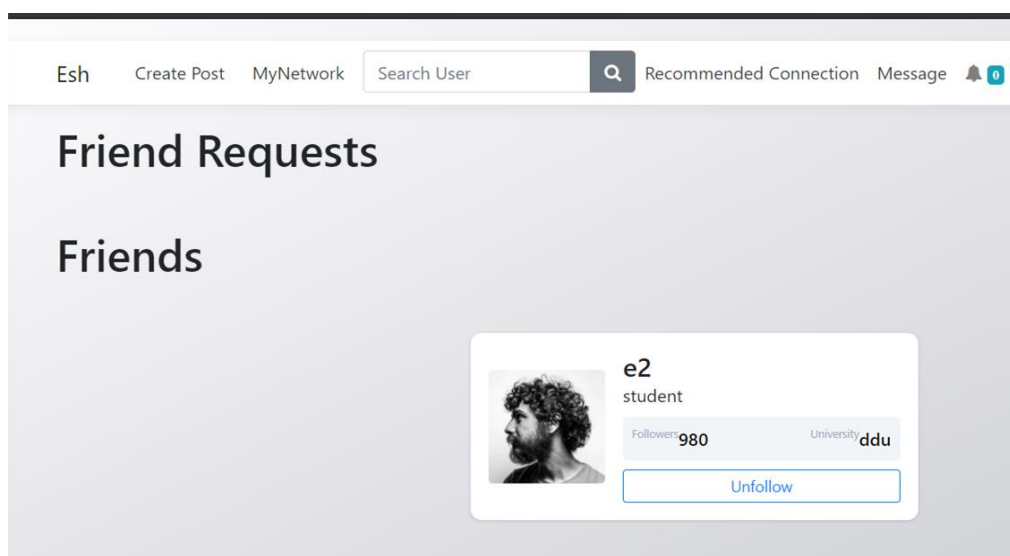 Esh Create Post MyNetwork Search User Recommended Connection Message 0
Friend Requests
Friends
e2
student
Followers 980 University ddu
Unfollow